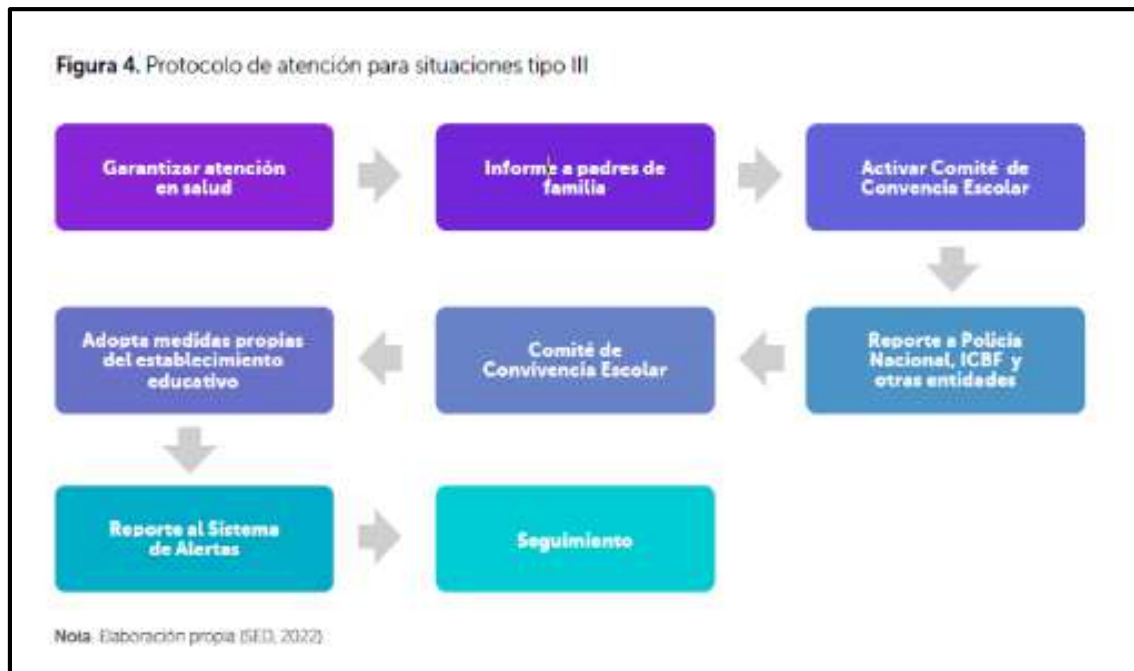 Figura 4. Protocolo de atención para situaciones tipo III
Garantizar atención
en salud
Informe a padres de
familia
Activar Comité de
Convencia Escolar
Reporte a Policía
Nacional, ICBF y
otras entidades
Comité de
Convivencia Escolar
Adopta medidas propias
del establecimiento
educativo
Reporte al Sistema
de Alertas
Seguimiento
Nota. Elaboración propia (SED, 2022)